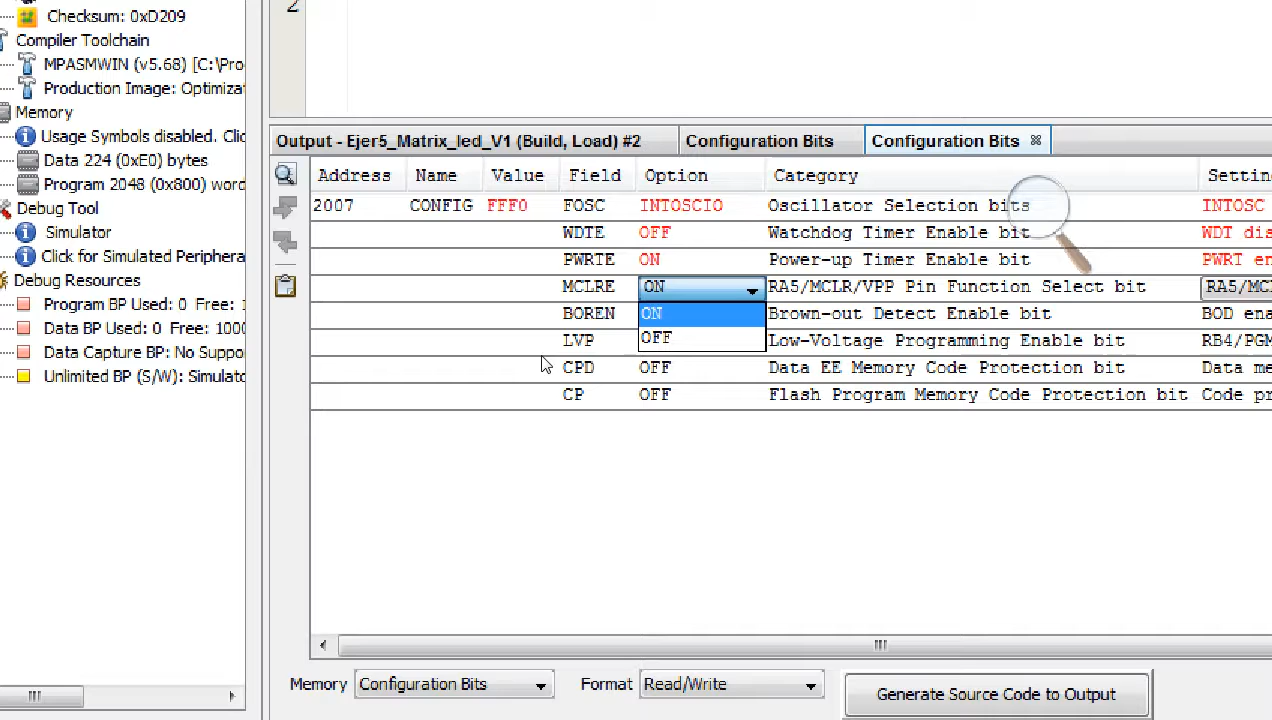 2
Checksum: 0xD209
Compiler Toolchain
MPASMWIN (v5.68) [C:\Pro
Production Image: Optimizat
Memory
Usage Symbols disabled. Clic
Data 224 (0xE0) bytes
Program 2048 (0x800) word
Debug Tool
Simulator
Click for Simulated Periphera
Debug Resources
Program BP Used: 0 Free: 1000
Data BP Used: 0 Free: 1000
Data Capture BP: No Suppo
Unlimited BP (S/W): Simulato
Output - Ejer5_Matrix_led_V1 (Build, Load) #2 Configuration Bits Configuration Bits
Address Name Value Field Option Category Setting
2007 CONFIG FFF0 FOSC INTOSCIO Oscillator Selection bits INTOSC
WDTE OFF Watchdog Timer Enable bit WDT dis
PWRTE ON Power-up Timer Enable bit PWRT en
MCLRE ON RA5/MCLR/VPP Pin Function Select bit RA5/MCL
BOREN ON Brown-out Detect Enable bit BOD ena
LVP OFF Low-Voltage Programming Enable bit RB4/PGM
CPD OFF Data EE Memory Code Protection bit Data me
CP OFF Flash Program Memory Code Protection bit Code pr
Memory Configuration Bits Format Read/Write Generate Source Code to Output